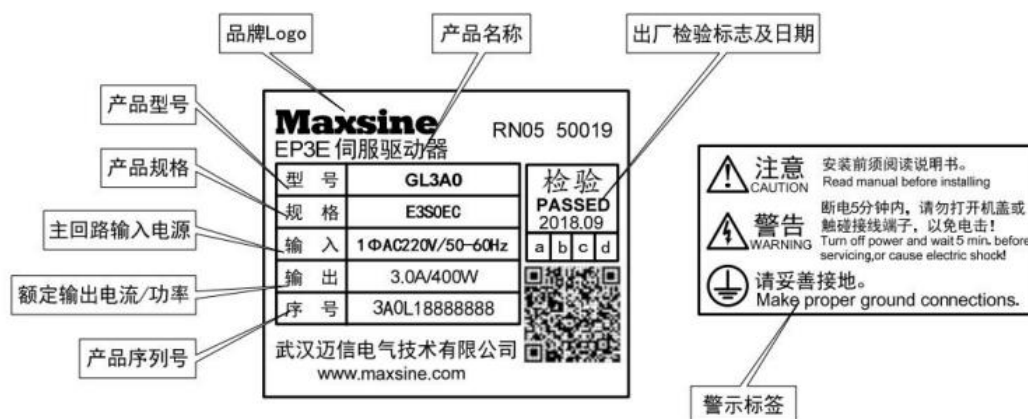 品牌Logo
产品名称
出厂检验标志及日期
产品型号
产品规格
主回路输入电源
额定输出电流/功率
产品序列号
Maxsine
RN05 50019
EP3E 伺服驱动器
型 号 GL3A0
规 格 E3S0EC
输 入 1ΦAC220V/50-60Hz
输 出 3.0A/400W
序 号 3A0L18888888
检验
PASSED
2018.09
a b c d
武汉迈信电气技术有限公司
www.maxsine.com
注意
CAUTION
安装前须阅读说明书。
Read manual before installing
警告
WARNING
断电5分钟内，请勿打开机盖或
触碰接线端子，以免电击！
Turn off power and wait 5 min. before
servicing,or cause electric shock!
请妥善接地。
Make proper ground connections.
警示标签